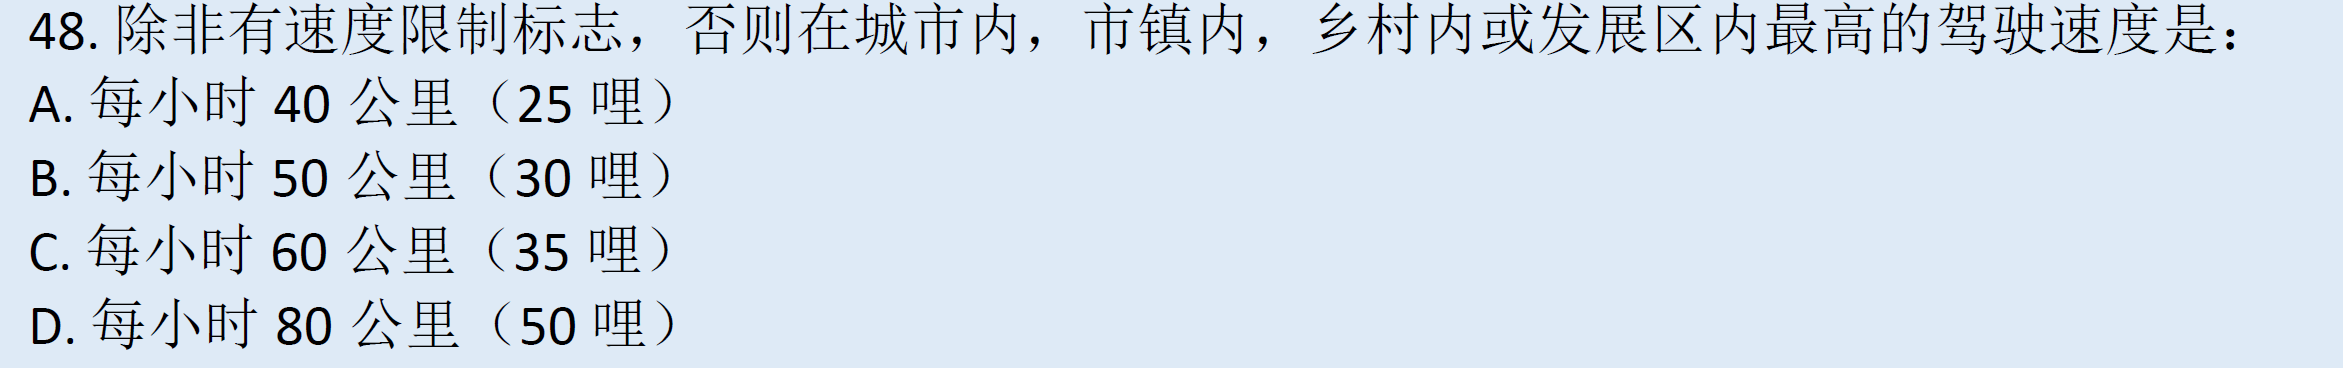 48. 除非有速度限制标志，否则在城市内，市镇内，乡村内或发展区内最高的驾驶速度是：
A. 每小时 40 公里（25 哩）
B. 每小时 50 公里（30 哩）
C. 每小时 60 公里（35 哩）
D. 每小时 80 公里（50 哩）